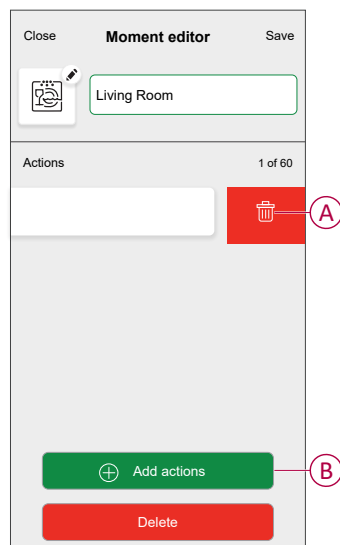 Close Moment editor Save
Living Room
Actions 1 of 60
A
Add actions B
Delete